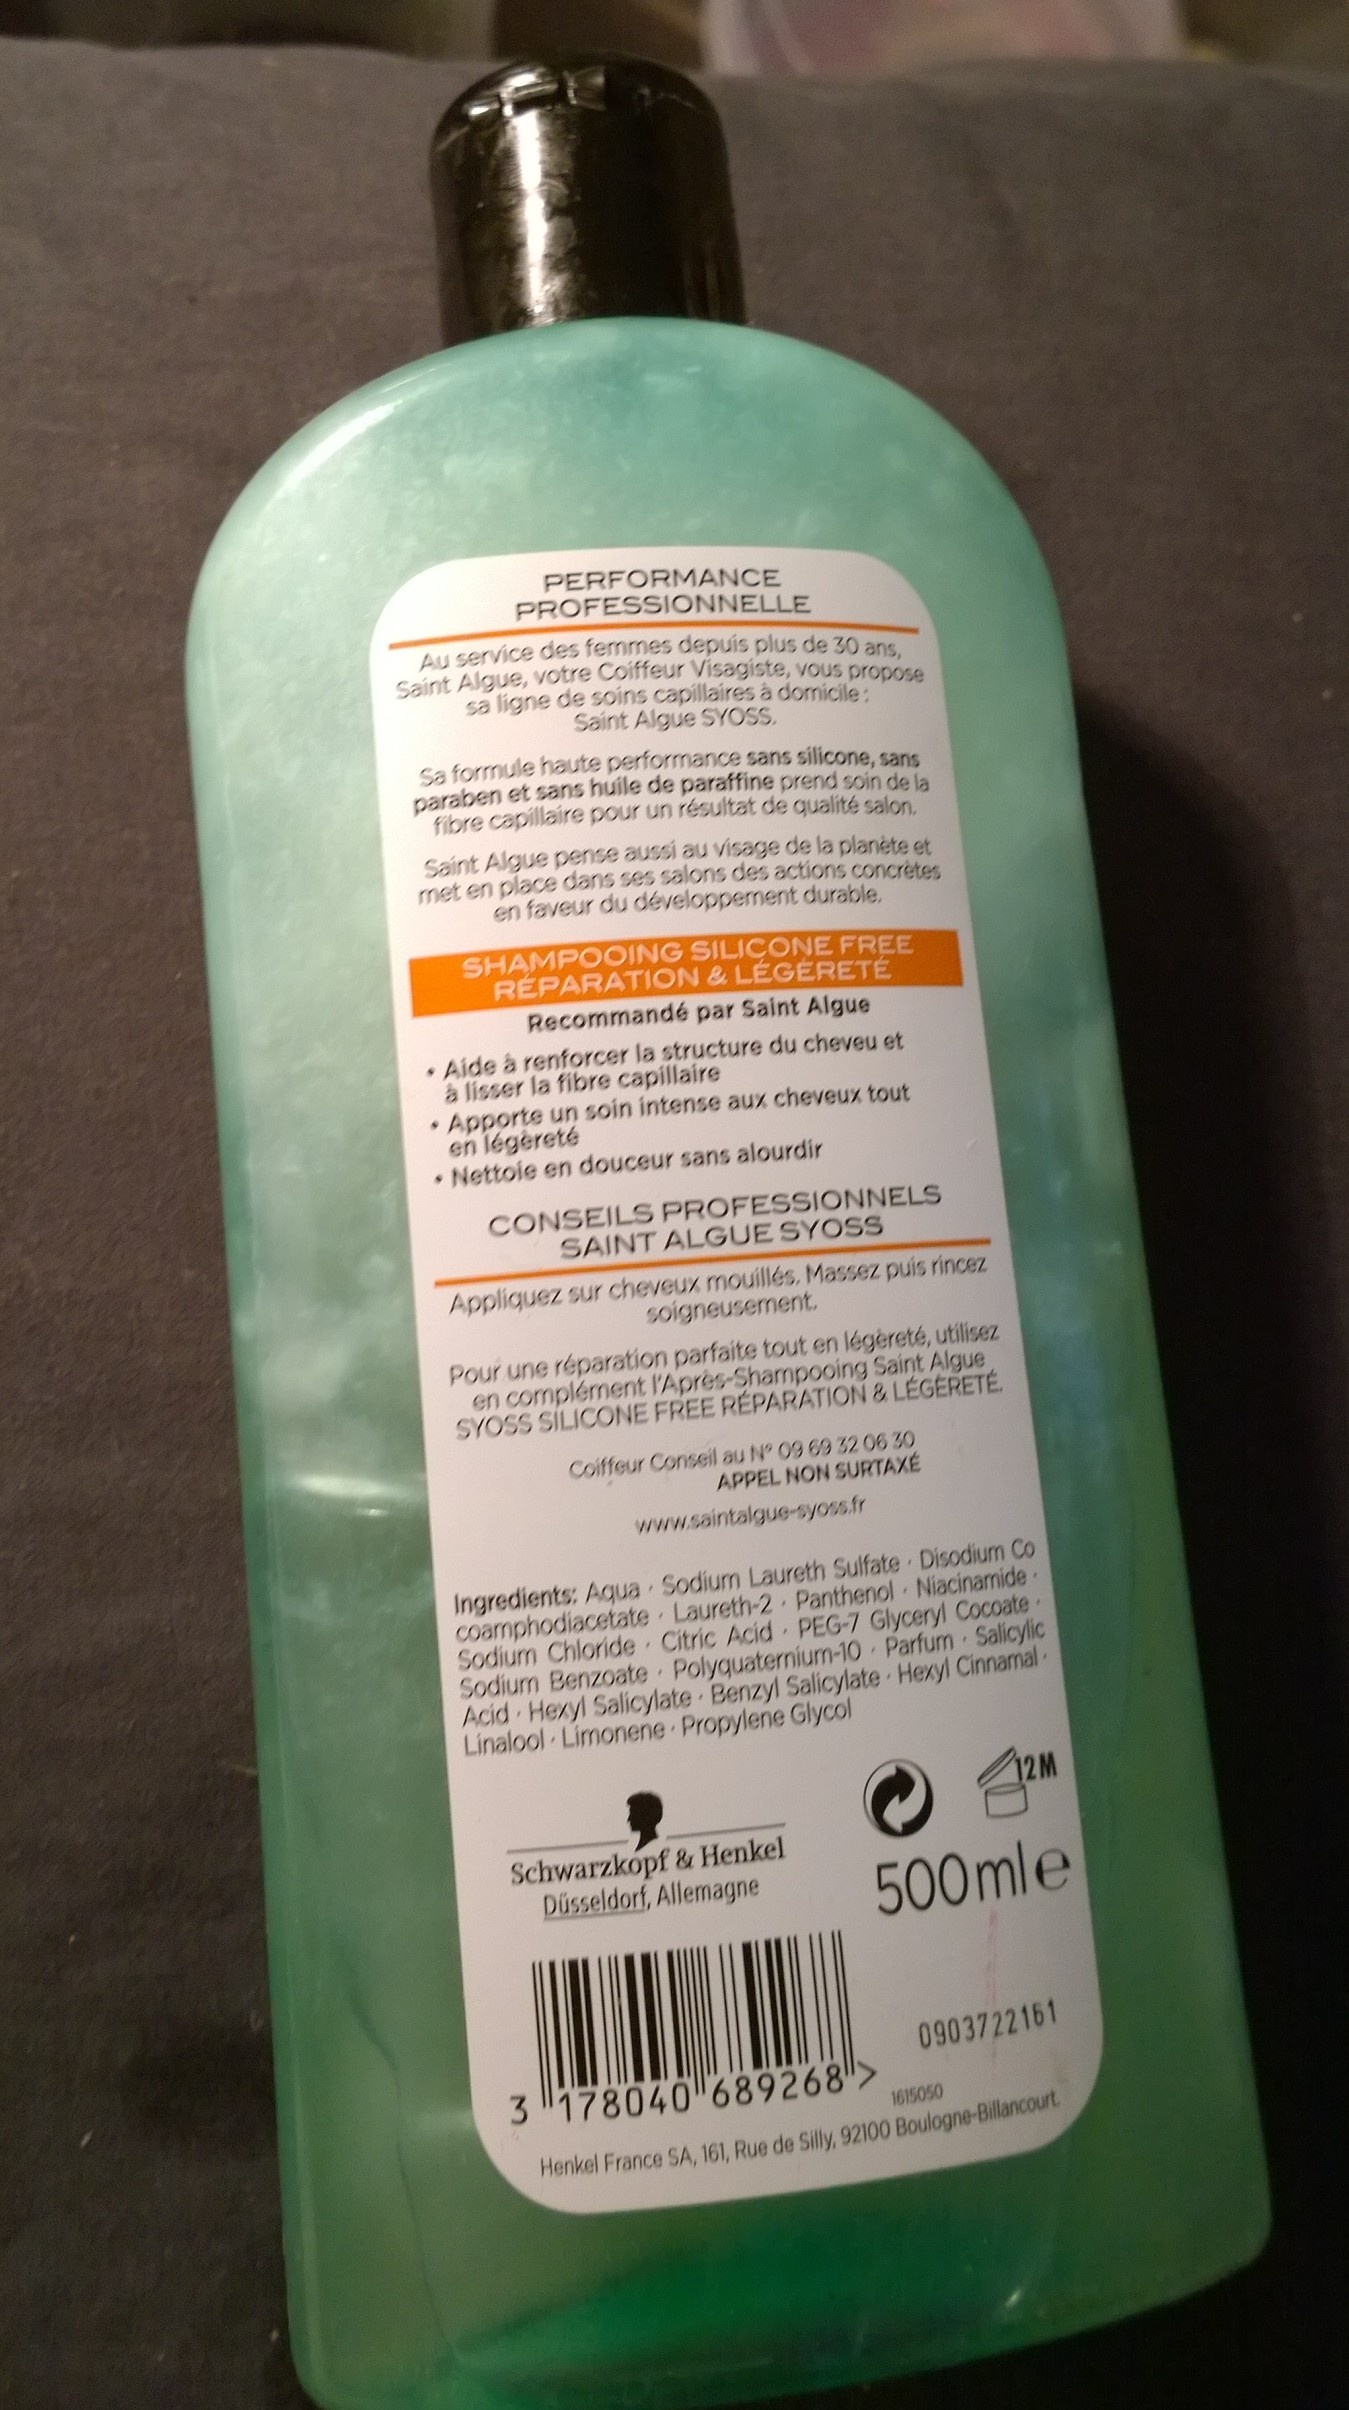 PERFORMANCE
PROFESSIONNELLE
Au service des femmes depuis plus de 30 ans,
Saint Algue, votre Coiffeur Visagiste, vous propose
sa ligne de soins capillaires à domicile :
Saint Algue SYOSS.
Sa formule haute performance sans silicone, sans
paraben et sans huile de paraffine prend soin de la
fibre capillaire pour un résultat de qualité salon.
Saint Algue pense aussi au visage de la planète et
met en place dans ses salons des actions concrètes
en faveur du développement durable.
SHAMPOOING SILICONE FREE
RÉPARATION & LÉGÈRETÉ
Recommandé par Saint Algue
• Aide à renforcer la structure du cheveu et
à lisser la fibre capillaire
• Apporte un soin intense aux cheveux tout
en légèreté
• Nettoie en douceur sans alourdir
CONSEILS PROFESSIONNELS
SAINT ALGUE SYOSS
Appliquez sur cheveux mouillés. Massez puis rincez
soigneusement.
Pour une réparation parfaite tout en légèreté, utilisez
en complément l'Après-Shampooing Saint Algue
SYOSS SILICONE FREE RÉPARATION & LÉGÈRETÉ.
Coiffeur Conseil au N° 09 69 32 06 30
APPEL NON SURTAXÉ
www.saintalgue-syoss.fr
Ingredients: Aqua · Sodium Laureth Sulfate · Disodium Co
coamphodiacetate · Laureth-2 · Panthenol · Niacinamide ·
Sodium Chloride · Citric Acid · PEG-7 Glyceryl Cocoate ·
Sodium Benzoate · Polyquaternium-10 · Parfum · Salicylic
Acid · Hexyl Salicylate · Benzyl Salicylate · Hexyl Cinnamal ·
Linalool · Limonene · Propylene Glycol
12M
Schwarzkopf & Henkel
Düsseldorf, Allemagne
500ml e
0903722161
3 178040 689268 >
1615050
Henkel France SA, 161, Rue de Silly, 92100 Boulogne-Billancourt.